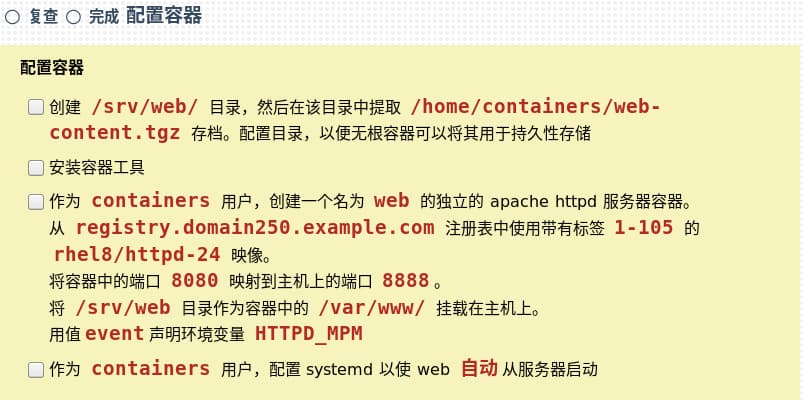 复查 完成 配置容器
配置容器
创建 /srv/web/ 目录，然后在该目录中提取 /home/containers/web-
content.tgz 存档。配置目录，以便无根容器可以将其用于持久性存储
安装容器工具
作为 containers 用户，创建一个名为 web 的独立的 apache httpd 服务器容器。
从 registry.domain250.example.com 注册表中使用带有标签 1-105 的
rhel8/httpd-24 映像。
将容器中的端口 8080 映射到主机上的端口 8888。
将 /srv/web 目录作为容器中的 /var/www/ 挂载在主机上。
用值 event 声明环境变量 HTTPD_MPM
作为 containers 用户，配置 systemd 以使 web 自动 从服务器启动